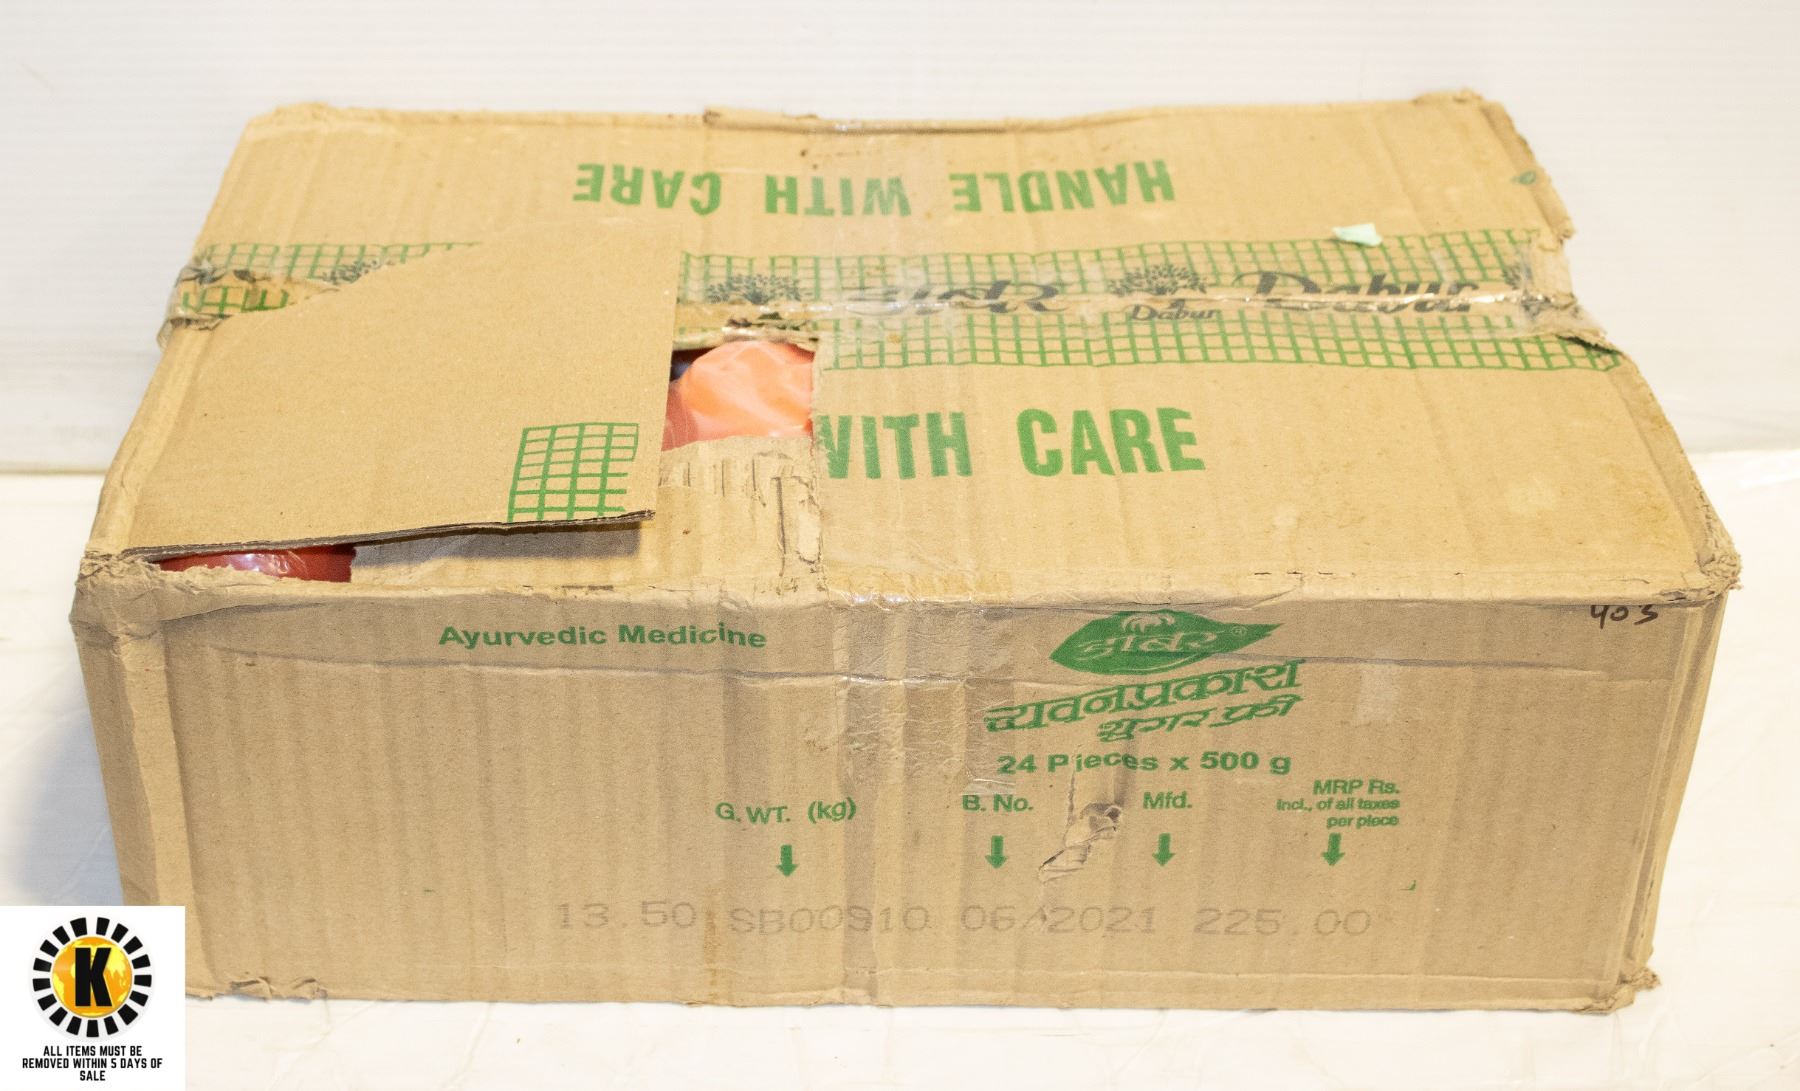 HANDLE WITH CARE
डाबर Dabur Dabur
WITH CARE
403
Ayurvedic Medicine
डाबर ®
च्यवनप्रकाश
शुगर फ्री
24 Pieces x 500 g
G. WT. (kg)
B. No.
Mfd.
MRP Rs.
incl., of all taxes
per piece
13.50 SB00910 06/2021 225.00
K
ALL ITEMS MUST BE
REMOVED WITHIN 5 DAYS OF
SALE